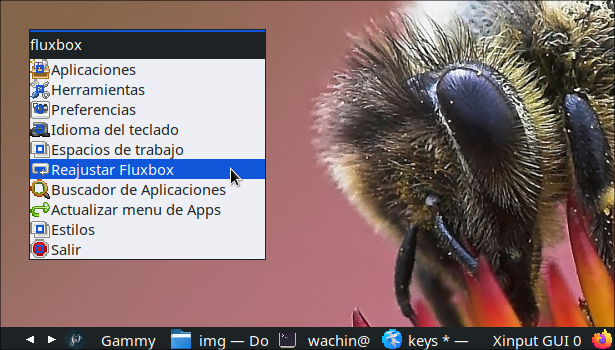 fluxbox
Aplicaciones
Herramientas
Preferencias
Idioma del teclado
Espacios de trabajo
Reajustar Fluxbox
Buscador de Aplicaciones
Actualizar menu de Apps
Estilos
Salir
Gammy img — Do wachin@ keys * — Xinput GUI 0